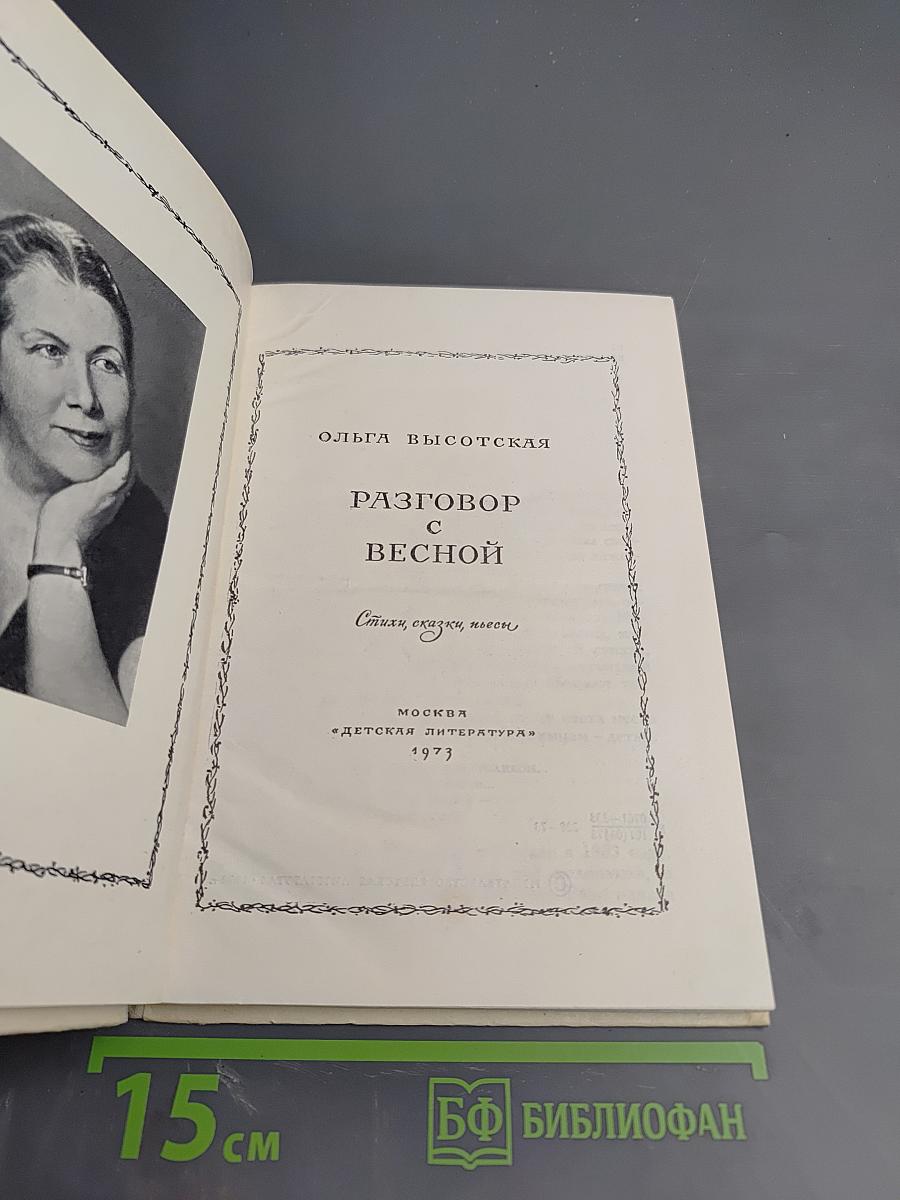 ОЛЬГА ВЫСОТСКАЯ
РАЗГОВОР
С
ВЕСНОЙ
Стихи, сказки, пьесы
МОСКВА
«ДЕТСКАЯ ЛИТЕРАТУРА»
1973
15 см
БФ БИБЛИОФАН